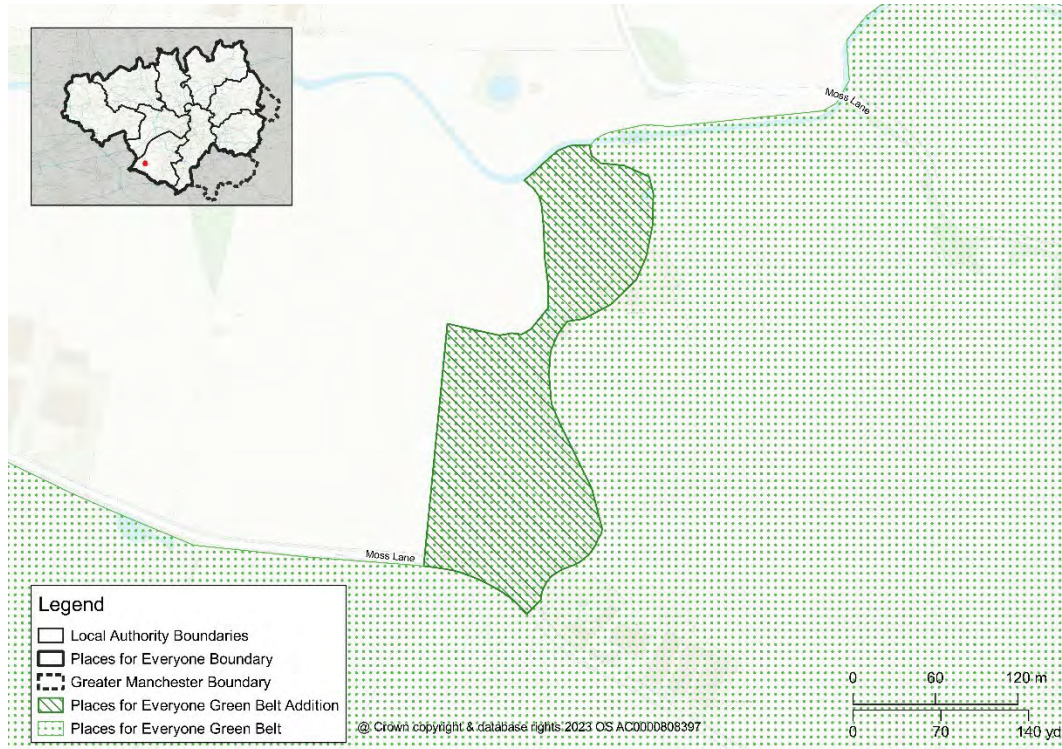 Moss Lane
Moss Lane
Legend
Local Authority Boundaries
Places for Everyone Boundary
Greater Manchester Boundary
Places for Everyone Green Belt Addition
Places for Everyone Green Belt
@ Crown copyright & database rights 2023 OS AC0000808397
0 60 120 m
0 70 140 yd